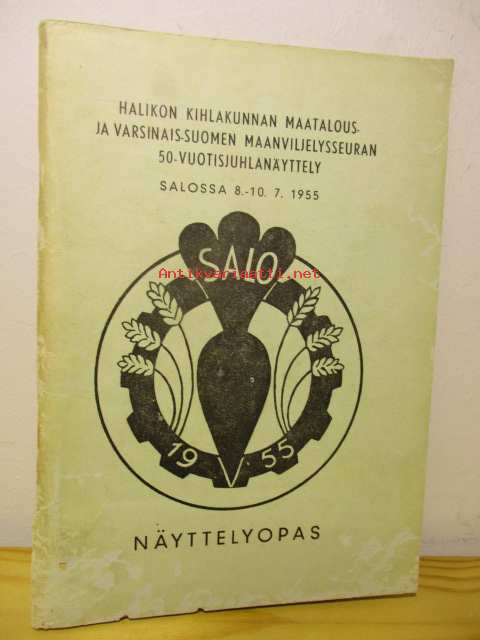 HALIKON KIHLAKUNNAN MAATALOUS-
JA VARSINAIS-SUOMEN MAANVILJELYSSEURAN
50-VUOTISJUHLANÄYTTELY
SALOSSA 8.-10. 7. 1955
SALO
Antikvariaatti.net
19 55
NÄYTTELYOPAS